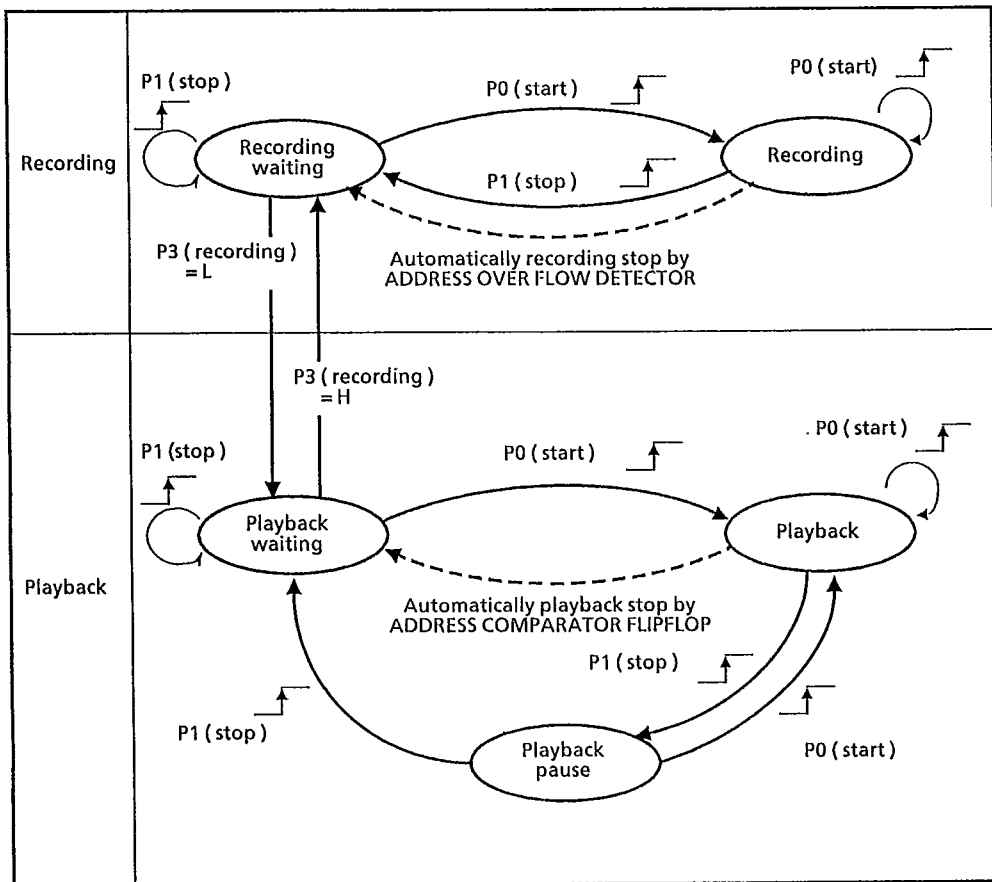 Recording
P1 ( stop )
P0 ( start )
P0 ( start)
Recording
waiting
Recording
P1 ( stop )
P3 ( recording )
= L
Automatically recording stop by
ADDRESS OVER FLOW DETECTOR
Playback
P3 ( recording )
= H
P1 (stop )
P0 ( start )
. P0 ( start )
Playback
waiting
Playback
Automatically playback stop by
ADDRESS COMPARATOR FLIPFLOP
P1 ( stop )
P1 ( stop )
P0 ( start )
Playback
pause